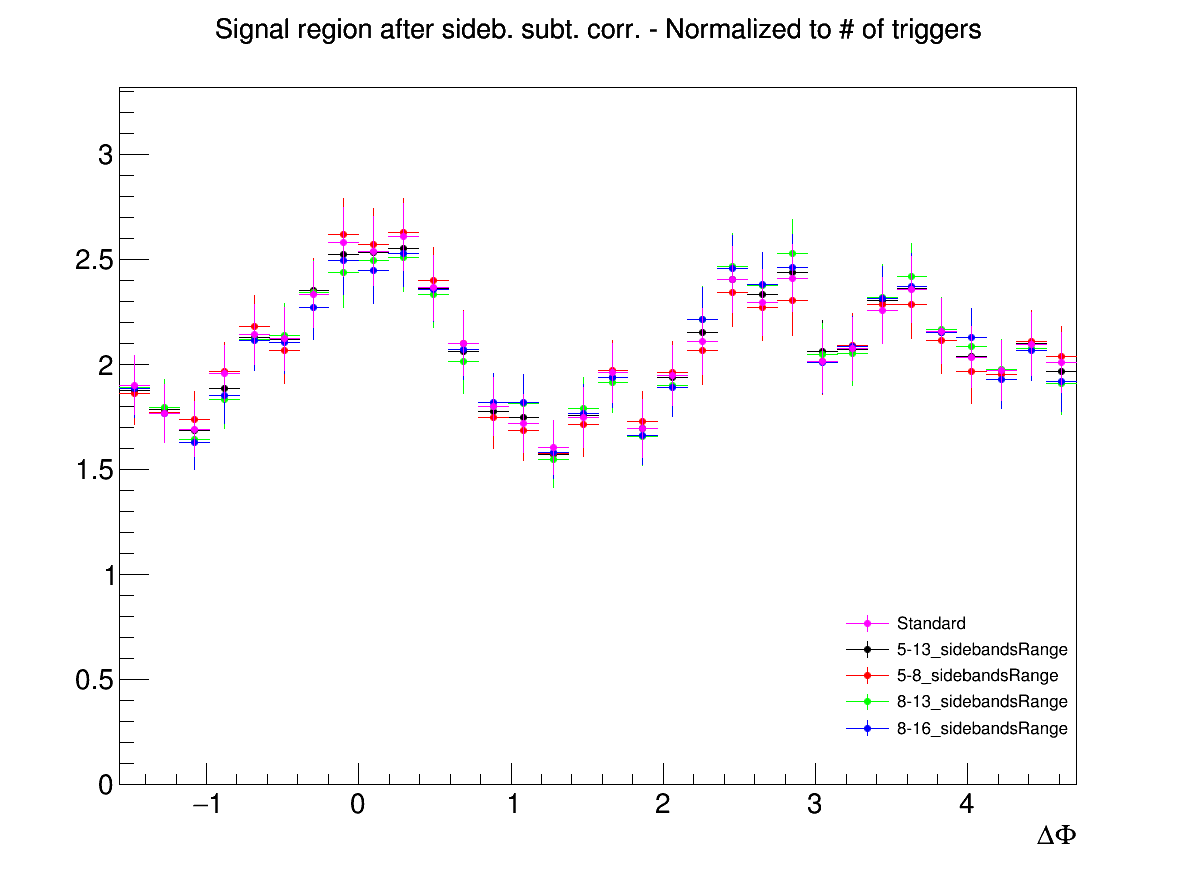 Signal region after sideb. subt. corr. - Normalized to # of triggers
3
2.5
2
1.5
1
0.5
0
Standard
5-13_sidebandsRange
5-8_sidebandsRange
8-13_sidebandsRange
8-16_sidebandsRange
−1 0 1 2 3 4
ΔΦ